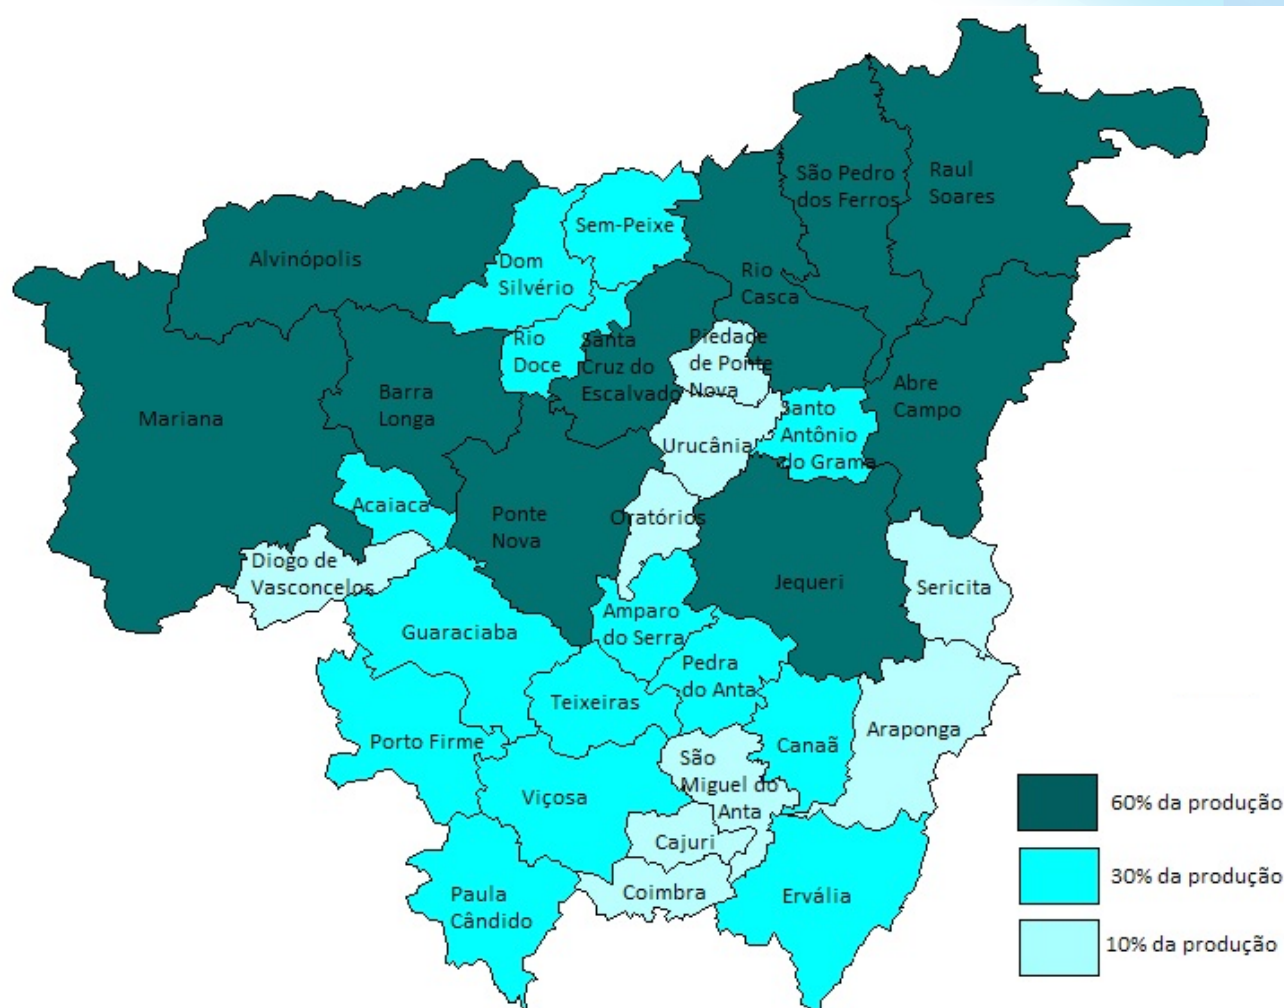 São Pedro
dos Ferros
Raul
Soares
Sem-Peixe
Alvinópolis
Dom
Silvério
Rio
Casca
Rio
Doce
Santa
Cruz do
Escalvado
Piedade
de Ponte
Nova
Abre
Campo
Barra
Longa
Mariana
Santo
Antônio
do Grama
Urucânia
Acaiaca
Ponte
Nova
Oratórios
Diogo de
Vasconcelos
Jequeri
Sericita
Guaraciaba
Amparo
do Serra
Pedra
do Anta
Teixeiras
Porto Firme
Canaã
Araponga
São
Miguel do
Anta
Viçosa
Cajuri
Coimbra
Paula
Cândido
Ervália
60% da produção
30% da produção
10% da produção